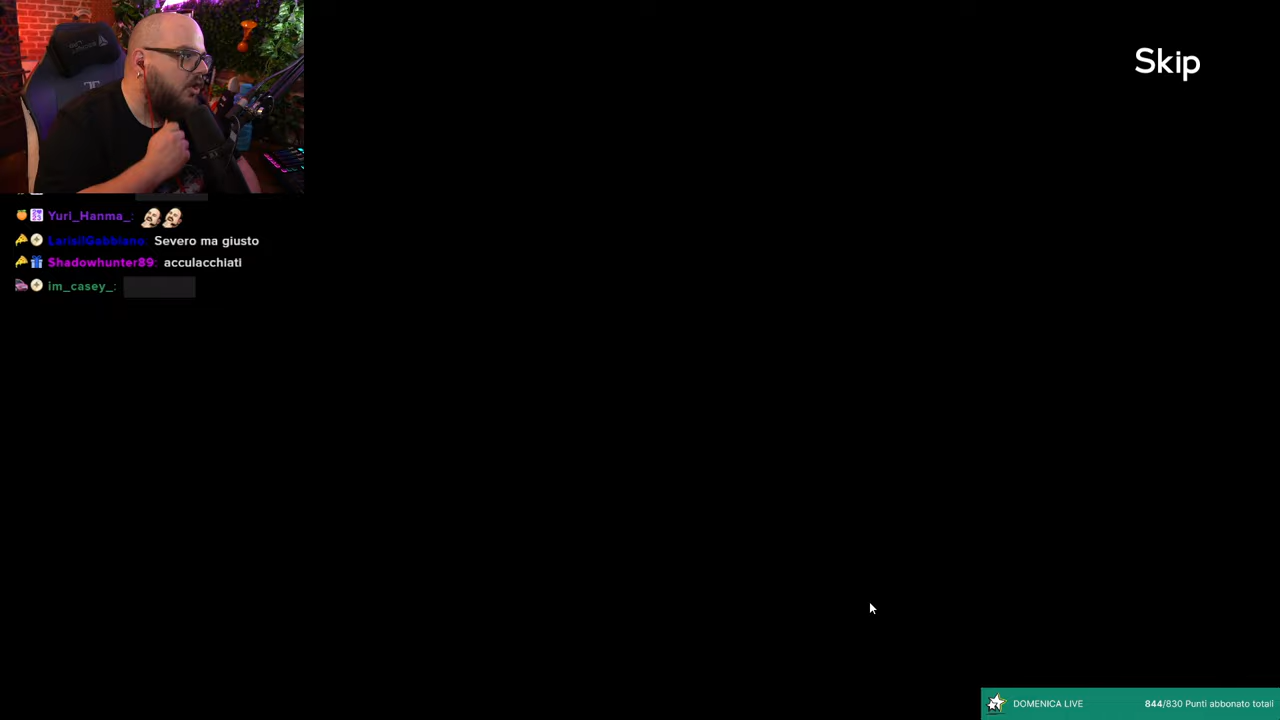 Skip
Yuri_Hanma_:
LarisilGabbiano: Severo ma giusto
Shadowhunter89: acculacchiati
im_casey_:
DOMENICA LIVE 844/830 Punti abbonato totali